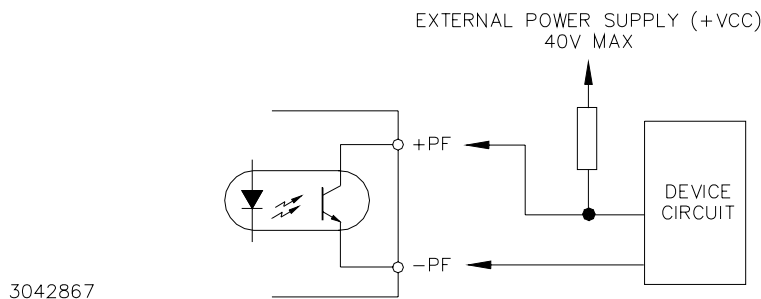 EXTERNAL POWER SUPPLY (+VCC)
40V MAX
+PF
DEVICE
CIRCUIT
-PF
3042867